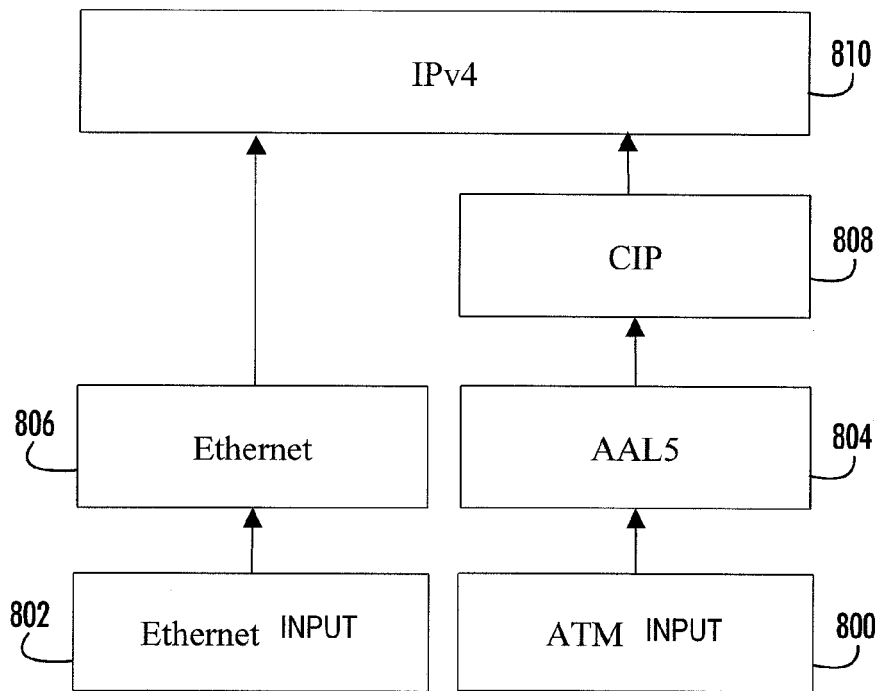 IPv4
810
CIP
808
806
Ethernet
AAL5
804
802
Ethernet INPUT
ATM INPUT
800